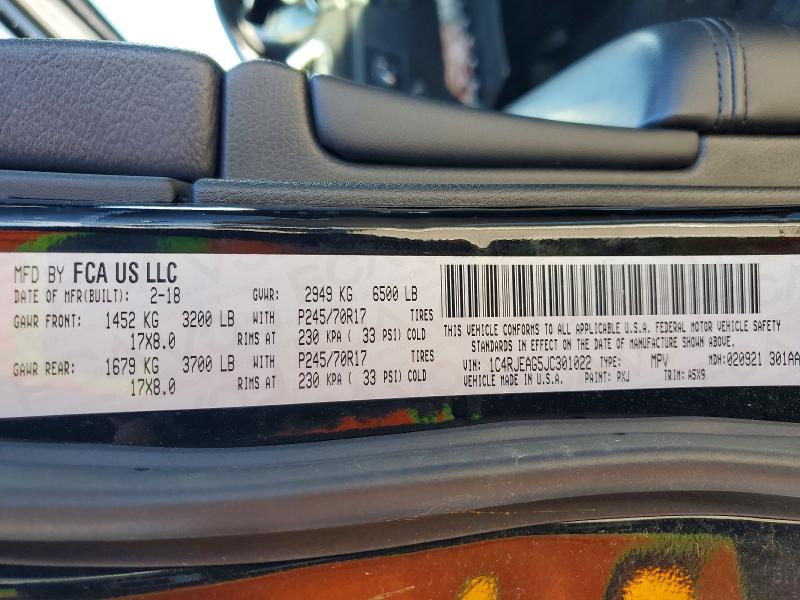 MFD BY FCA US LLC
DATE OF MFR(BUILT): 2-18 GVWR: 2949 KG 6500 LB
GAWR FRONT: 1452 KG 3200 LB WITH P245/70R17 TIRES
17X8.0 RIMS AT 230 KPA ( 33 PSI) COLD
GAWR REAR: 1679 KG 3700 LB WITH P245/70R17 TIRES
17X8.0 RIMS AT 230 KPA ( 33 PSI) COLD
THIS VEHICLE CONFORMS TO ALL APPLICABLE U.S.A. FEDERAL MOTOR VEHICLE SAFETY
STANDARDS IN EFFECT ON THE DATE OF MANUFACTURE SHOWN ABOVE.
VIN: 1C4RJEAG5JC301022 TYPE: MPV MDH:020921 301AA
VEHICLE MADE IN U.S.A. PAINT: PXJ TRIM: A5X9